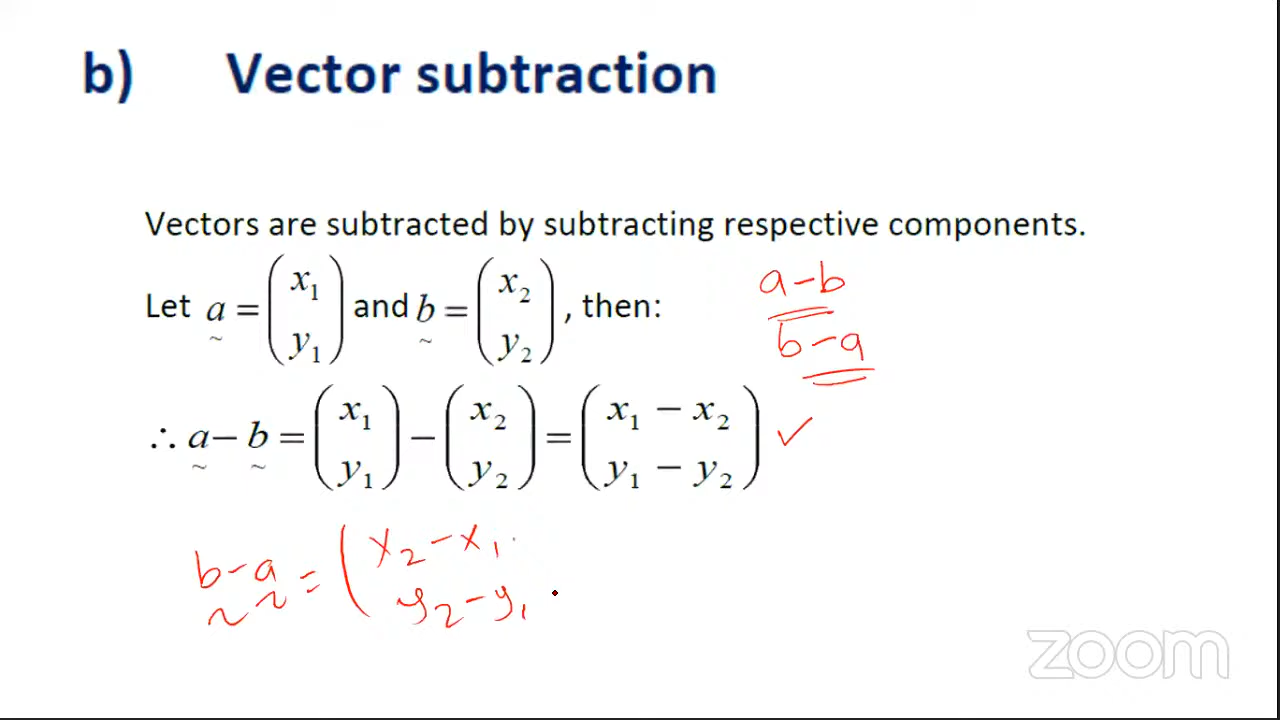 b) Vector subtraction
Vectors are subtracted by subtracting respective components.
a-b
Let a̰ = (x₁ y₁) and b̰ = (x₂ y₂), then:
b-a
∴ a̰ - b̰ = (x₁ y₁) - (x₂ y₂) = (x₁ - x₂ y₁ - y₂) ✓
b̰-a̰ = (x₂-x₁ y₂-y₁
zoom